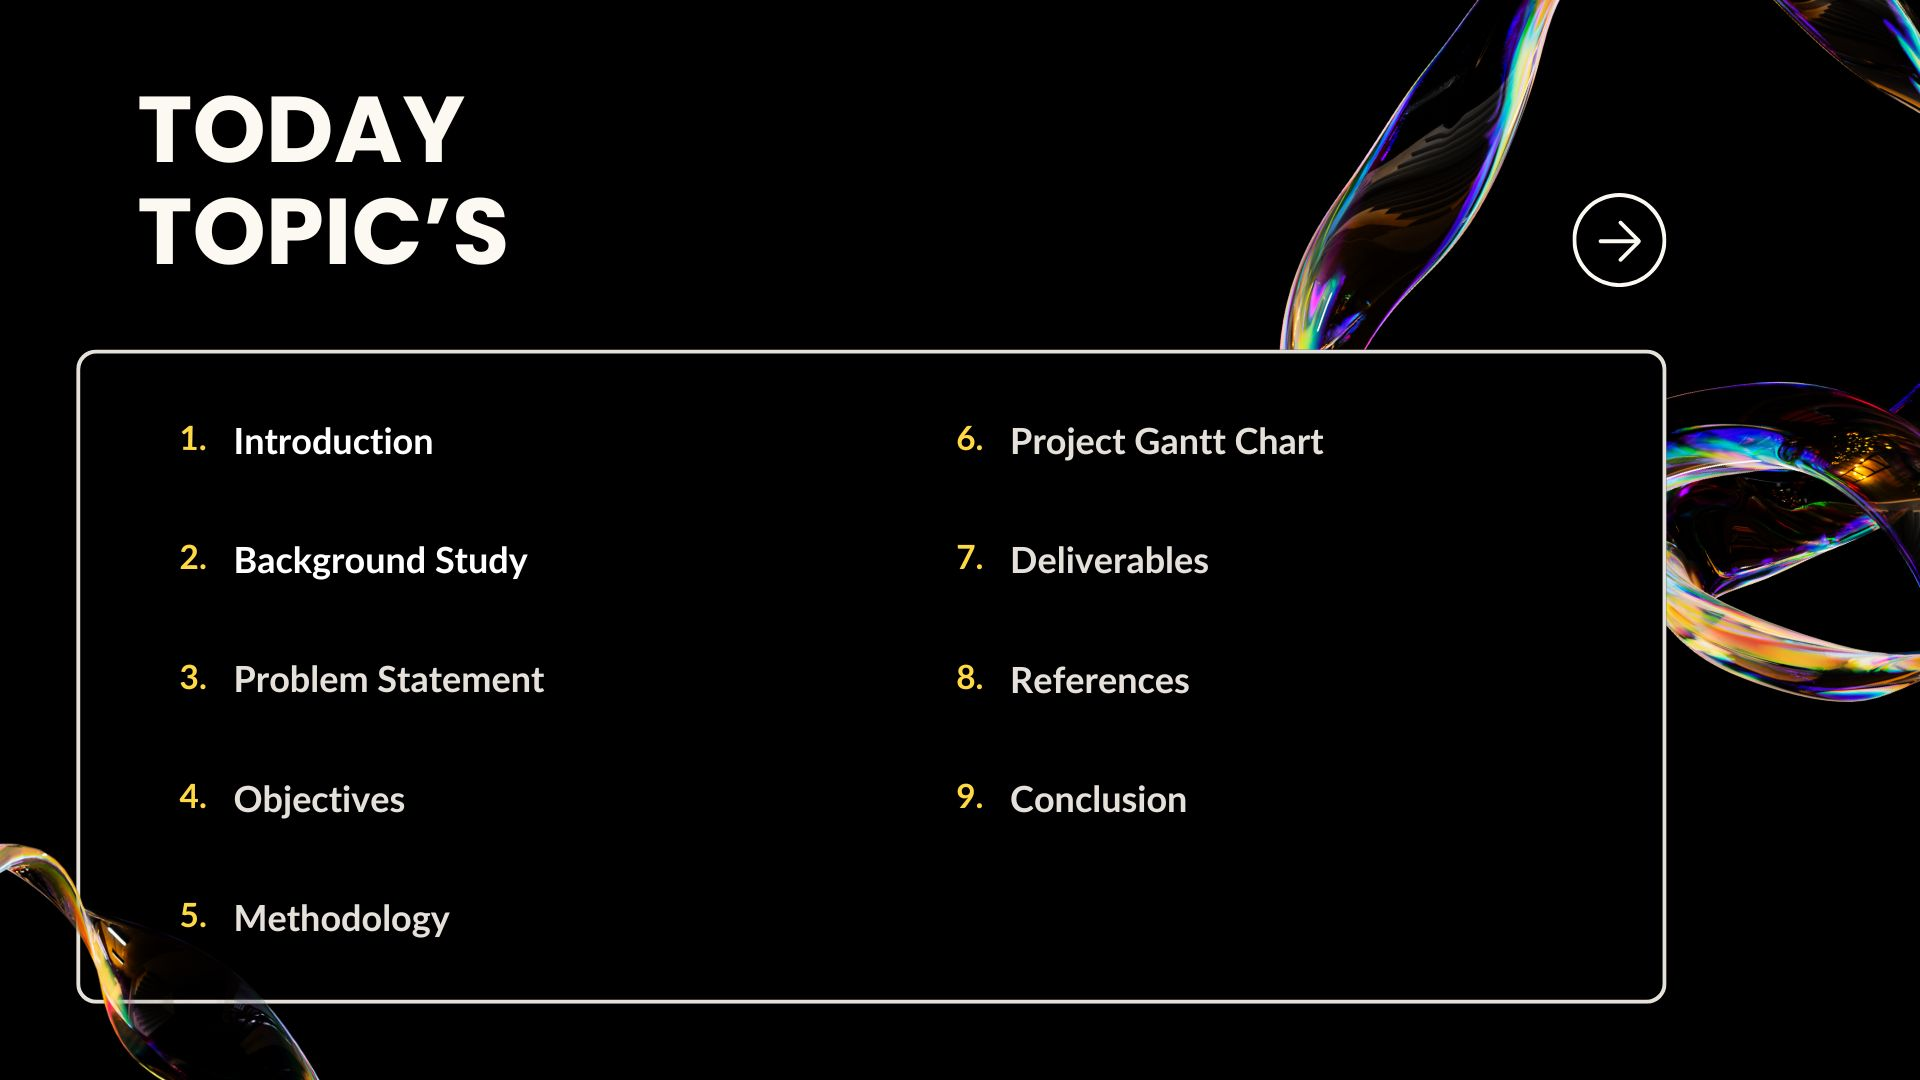 TODAY
TOPIC’S
1. Introduction
2. Background Study
3. Problem Statement
4. Objectives
5. Methodology
6. Project Gantt Chart
7. Deliverables
8. References
9. Conclusion